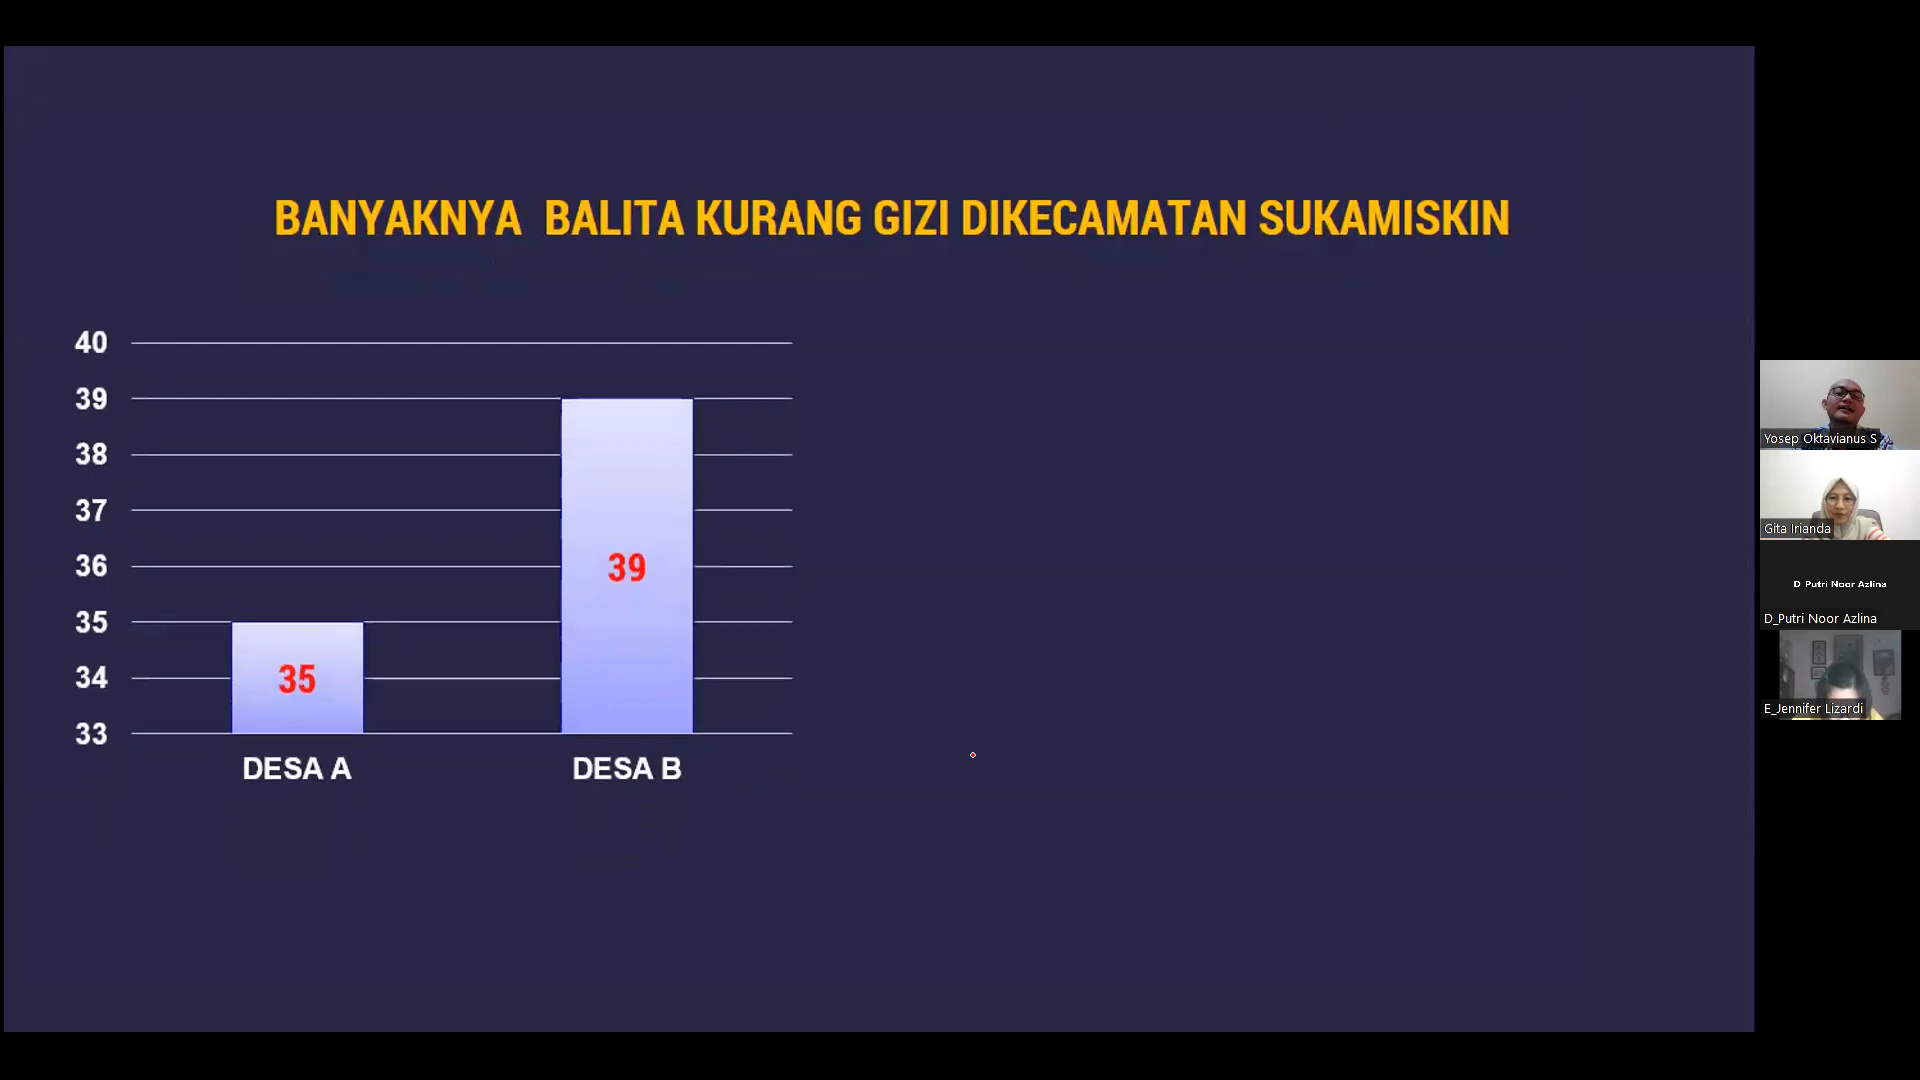 BANYAKNYA  BALITA KURANG GIZI DIKECAMATAN SUKAMISKIN
40
39
38
37
36
35
34
33
39
35
DESA A
DESA B
Yosep Oktavianus S
Gita Irianda
D Putri Noor Azlina
D_Putri Noor Azlina
E_Jennifer Lizardi